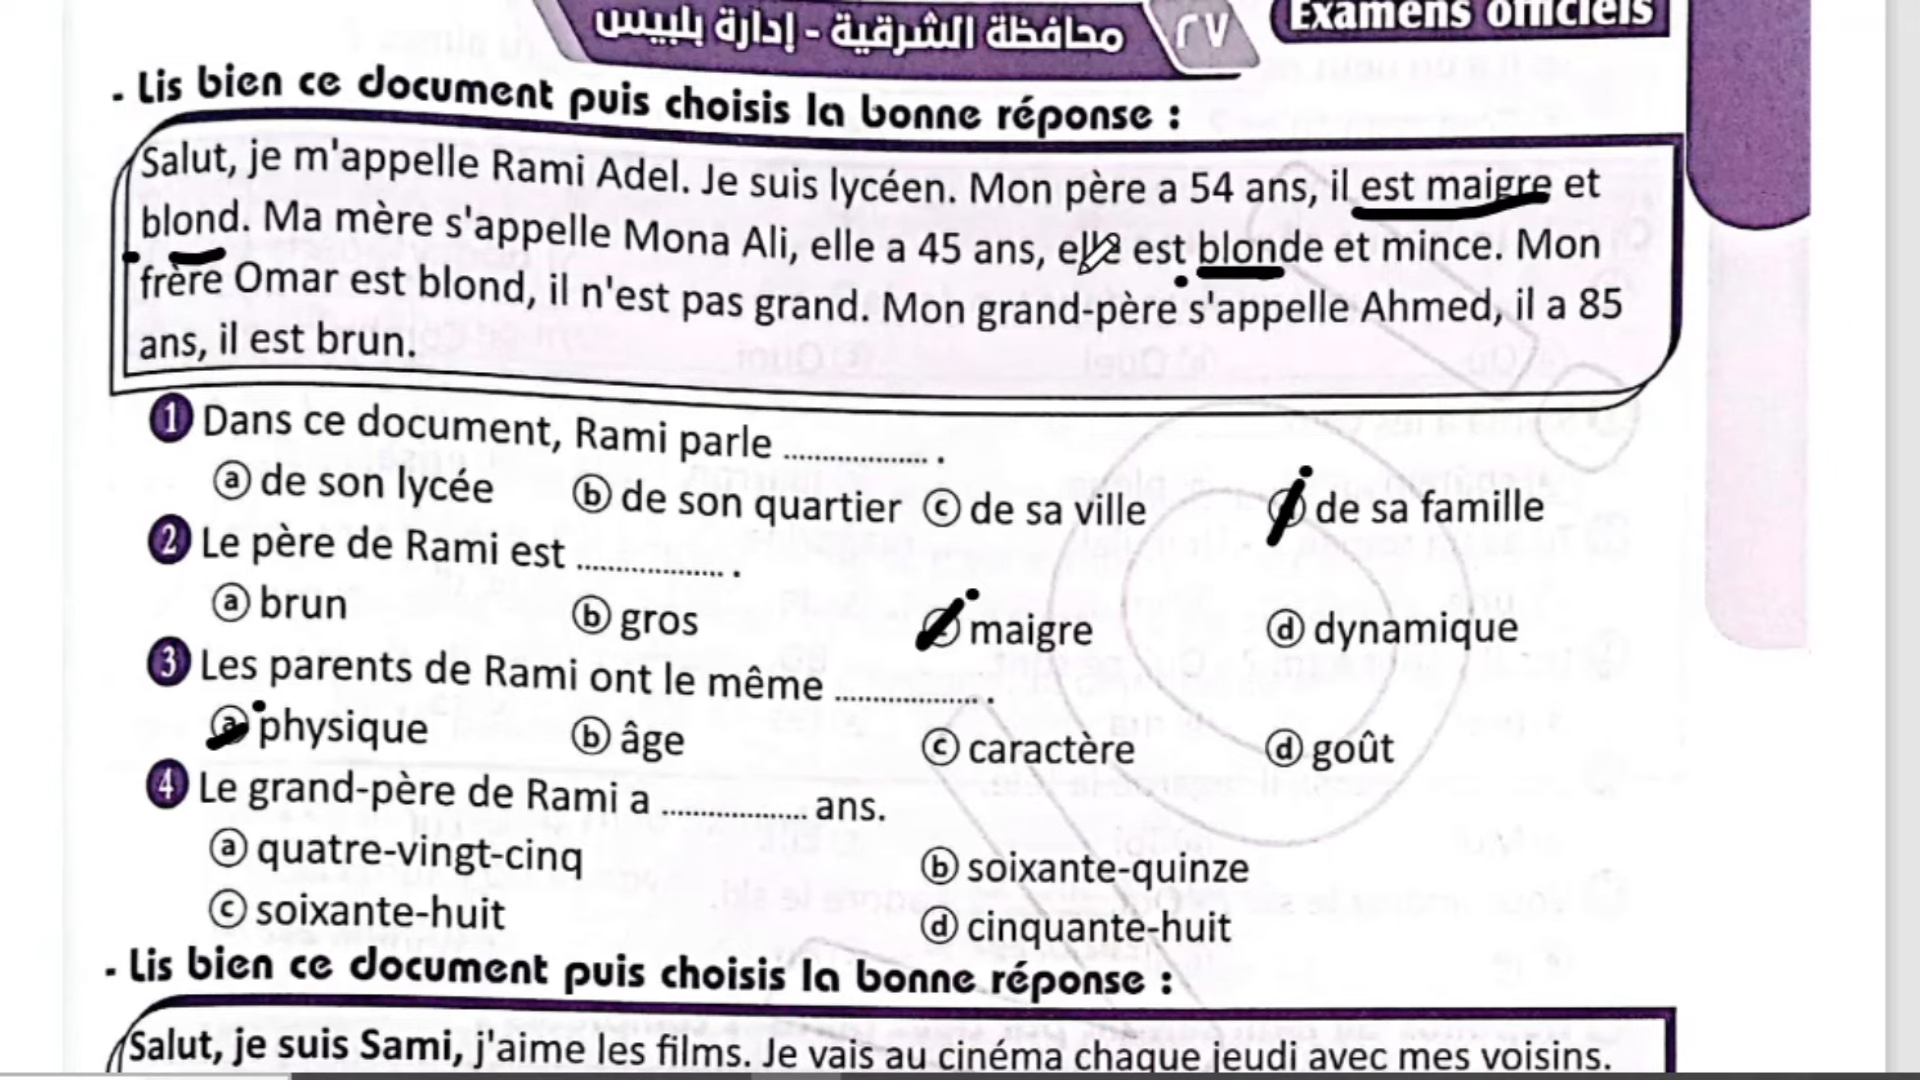 محافظة الشرقية - إدارة بلبيس
٢٧
Examens officiels
- Lis bien ce document puis choisis la bonne réponse :
Salut, je m'appelle Rami Adel. Je suis lycéen. Mon père a 54 ans, il est maigre et
blond. Ma mère s'appelle Mona Ali, elle a 45 ans, elle est blonde et mince. Mon
frère Omar est blond, il n'est pas grand. Mon grand-père s'appelle Ahmed, il a 85
ans, il est brun.
1 Dans ce document, Rami parle .................. .
a de son lycée b de son quartier c de sa ville d de sa famille
2 Le père de Rami est .................. .
a brun b gros c maigre d dynamique
3 Les parents de Rami ont le même .................. .
a physique b âge c caractère d goût
4 Le grand-père de Rami a .................. ans.
a quatre-vingt-cinq b soixante-quinze
c soixante-huit d cinquante-huit
- Lis bien ce document puis choisis la bonne réponse :
Salut, je suis Sami, j'aime les films. Je vais au cinéma chaque jeudi avec mes voisins.